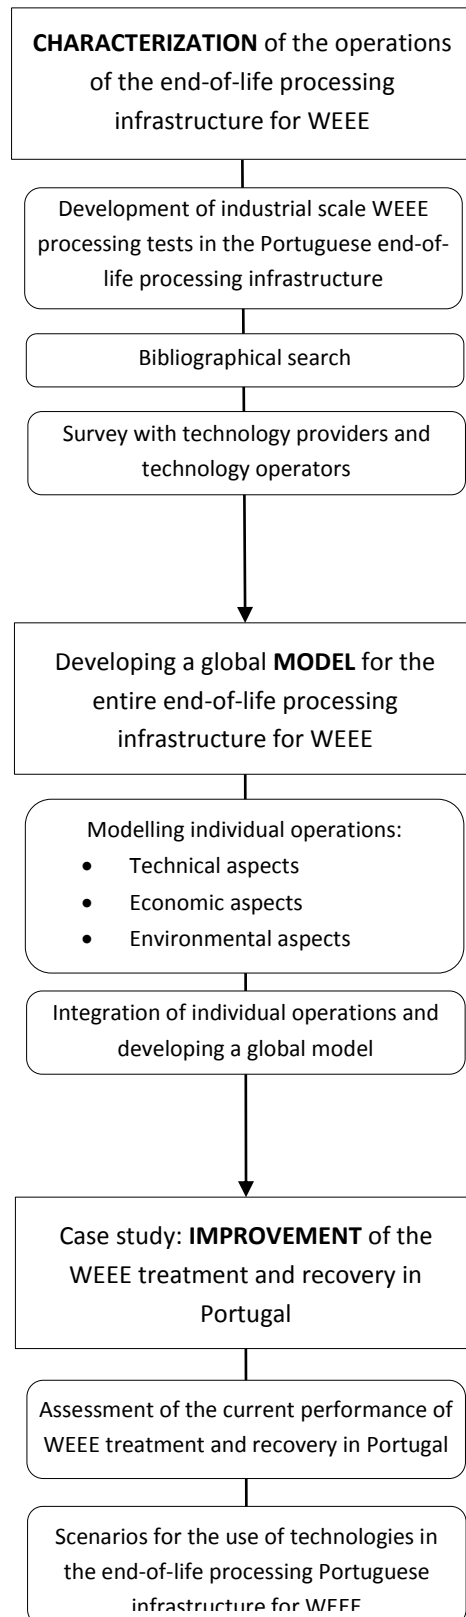 CHARACTERIZATION of the operations
of the end-of-life processing
infrastructure for WEEE
Development of industrial scale WEEE
processing tests in the Portuguese end-of-
life processing infrastructure
Bibliographical search
Survey with technology providers and
technology operators
Developing a global MODEL for the
entire end-of-life processing
infrastructure for WEEE
Modelling individual operations:
• Technical aspects
• Economic aspects
• Environmental aspects
Integration of individual operations and
developing a global model
Case study: IMPROVEMENT of the
WEEE treatment and recovery in
Portugal
Assessment of the current performance of
WEEE treatment and recovery in Portugal
Scenarios for the use of technologies in
the end-of-life processing Portuguese
infrastructure for WEEE